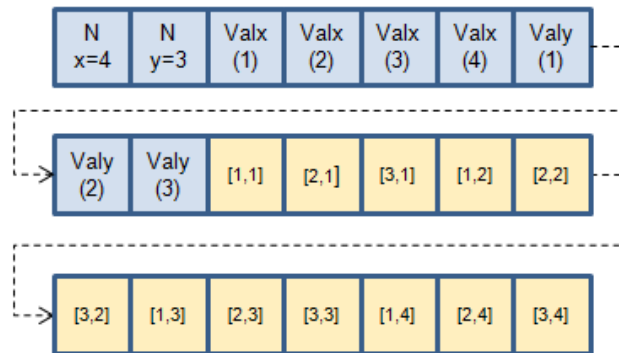 N N Valx Valx Valx Valx Valy
x=4 y=3 (1) (2) (3) (4) (1)
Valy Valy [1,1] [2,1] [3,1] [1,2] [2,2]
(2) (3)
[3,2] [1,3] [2,3] [3,3] [1,4] [2,4] [3,4]